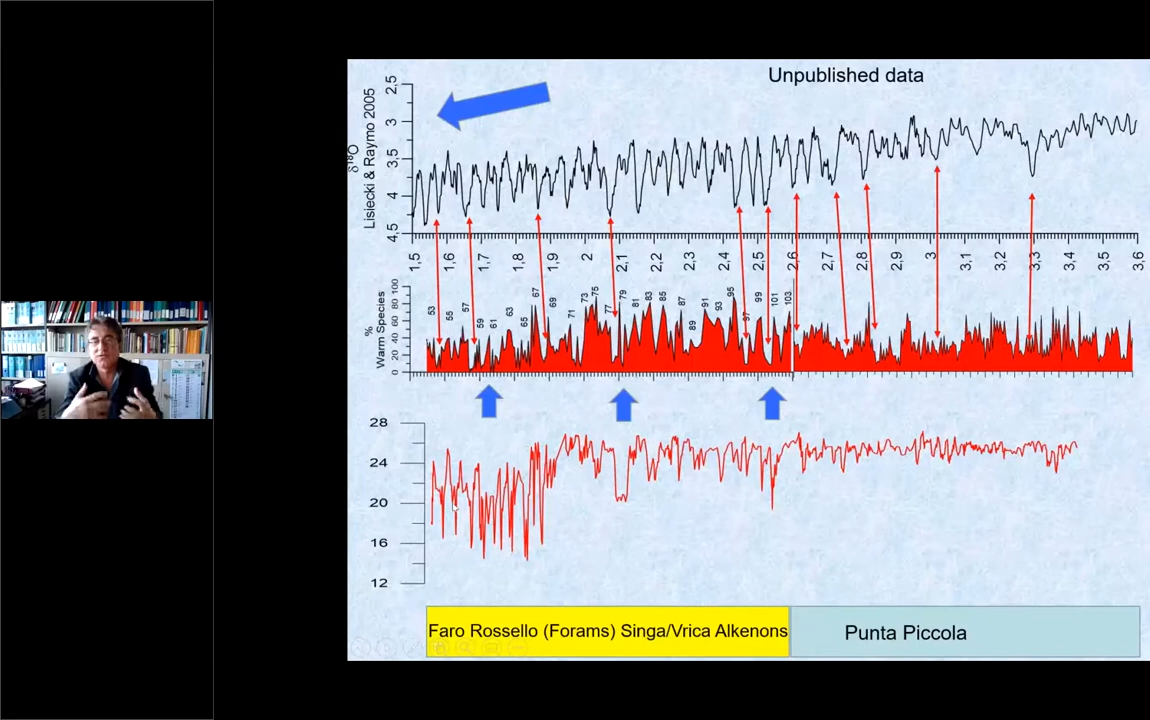 Unpublished data
δ18O
Lisiecki & Raymo 2005
2,5
3
3,5
4
4,5
1,5 1,6 1,7 1,8 1,9 2 2,1 2,2 2,3 2,4 2,5 2,6 2,7 2,8 2,9 3 3,1 3,2 3,3 3,4 3,5 3,6
%
Warm Species
100
80
60
40
20
0
53 55 57 59 61 63 65 67 69 71 73 75 77 79 81 83 85 87 89 91 93 95 97 99 101 103
28
24
20
16
12
Faro Rossello (Forams) Singa/Vrica Alkenons
Punta Piccola